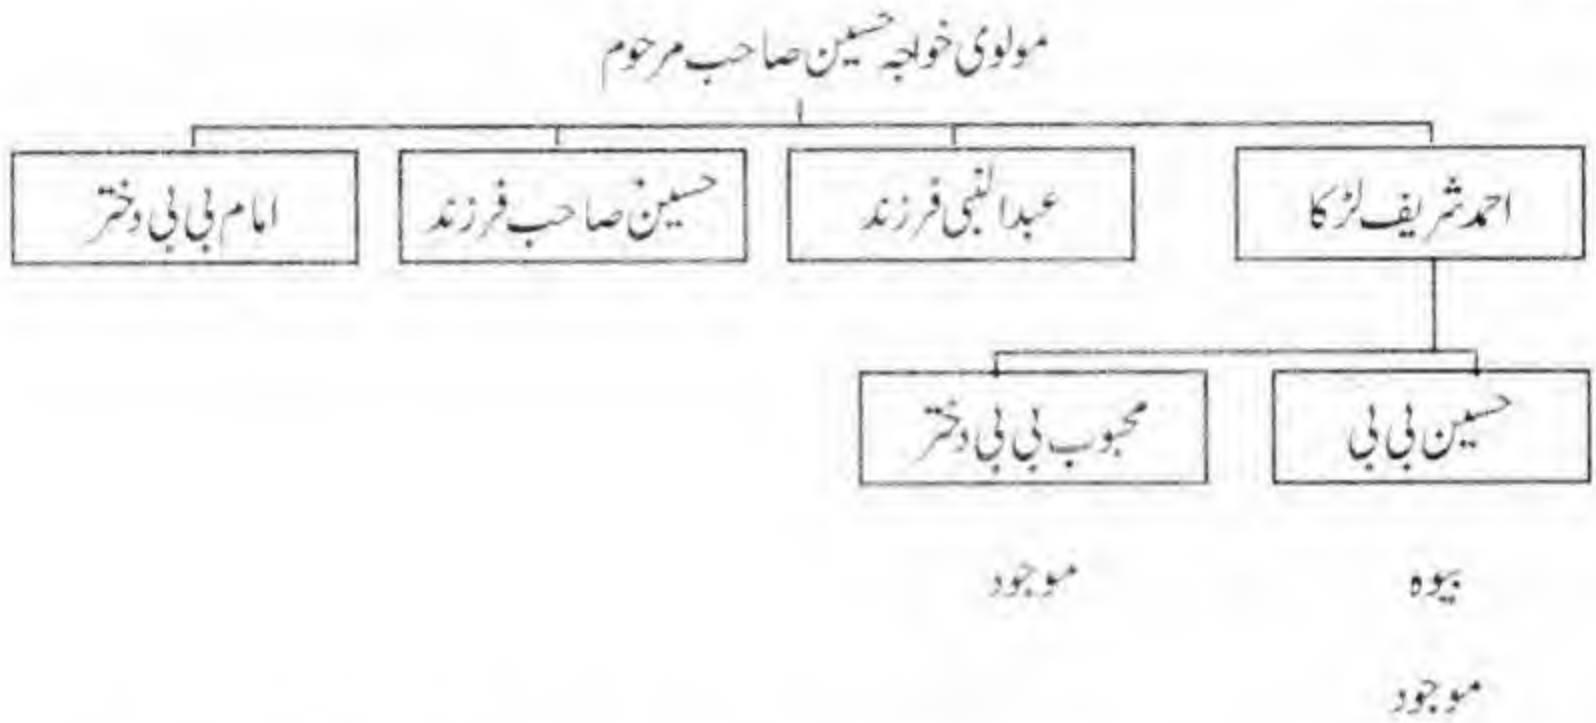 مولوی خواجہ حسین صاحب مرحوم
احمد شریف لڑکا
عبدالنبی فرزند
حسین صاحب فرزند
امام بی بی دختر
حسین بی بی
محبوب بی بی دختر
بیوہ
موجود
موجود